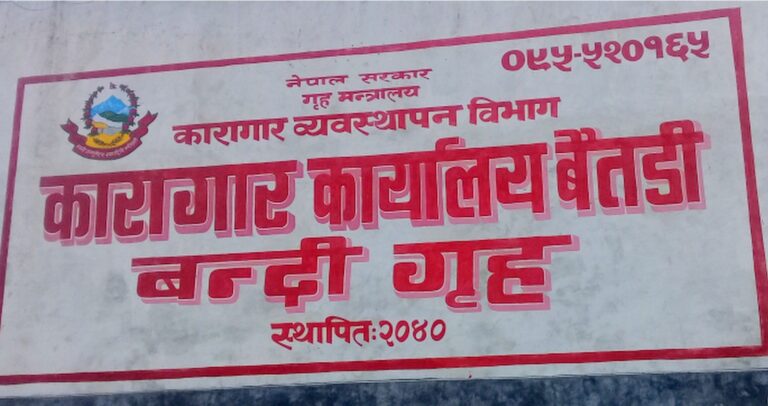 ०९५-५२०१६५
नेपाल सरकार
गृह मन्त्रालय
कारागार व्यवस्थापन विभाग
कारागार कार्यालय बैतडी
बन्दी गृह
स्थापितः२०४०